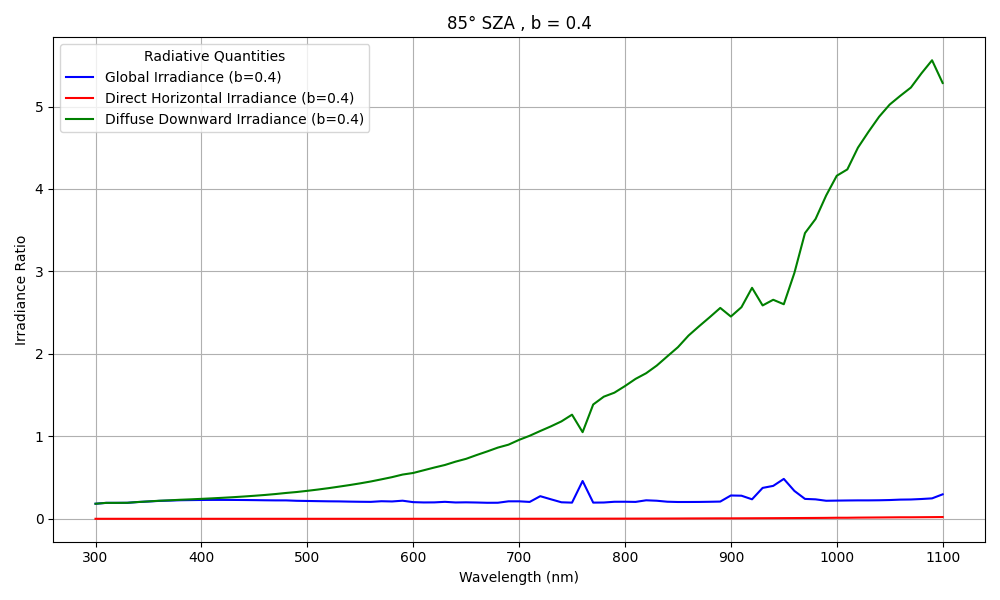 85° SZA , b = 0.4
Radiative Quantities
Global Irradiance (b=0.4)
Direct Horizontal Irradiance (b=0.4)
Diffuse Downward Irradiance (b=0.4)
Irradiance Ratio
5
4
3
2
1
0
300 400 500 600 700 800 900 1000 1100
Wavelength (nm)